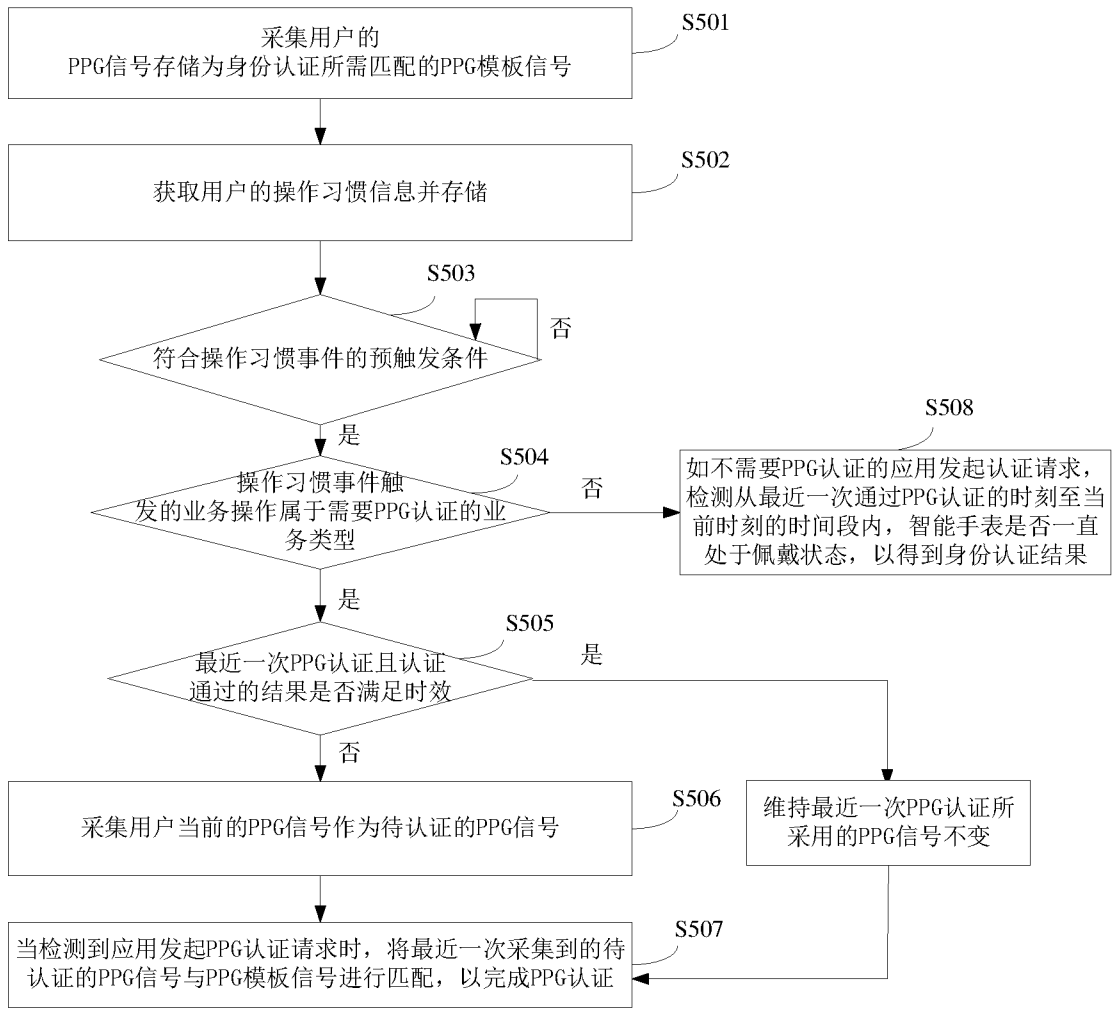 采集用户的
PPG信号存储为身份认证所需匹配的PPG模板信号
S501
获取用户的操作习惯信息并存储
S502
S503
符合操作习惯事件的预触发条件
否
是
S504
操作习惯事件触
发的业务操作属于需要PPG认证的业
务类型
否
S508
如不需要PPG认证的应用发起认证请求，
检测从最近一次通过PPG认证的时刻至当
前时刻的时间段内，智能手表是否一直
处于佩戴状态，以得到身份认证结果
是
S505
最近一次PPG认证且认证
通过的结果是否满足时效
是
否
S506
采集用户当前的PPG信号作为待认证的PPG信号
维持最近一次PPG认证所
采用的PPG信号不变
S507
当检测到应用发起PPG认证请求时，将最近一次采集到的待
认证的PPG信号与PPG模板信号进行匹配，以完成PPG认证